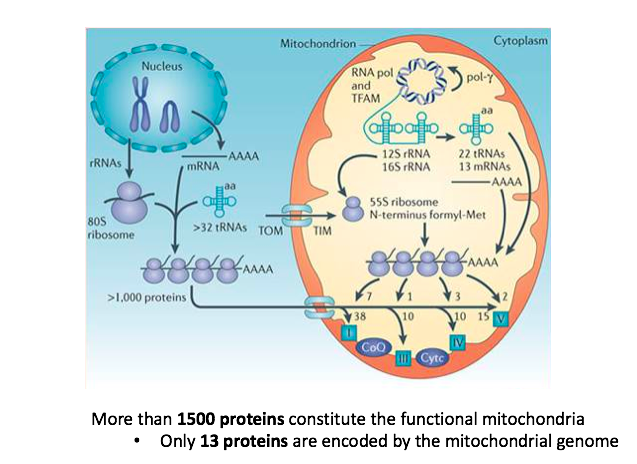 Mitochondrion
Cytoplasm
Nucleus
RNA pol
and
TFAM
pol-γ
aa
rRNAs
mRNA
AAAA
12S rRNA
16S rRNA
22 tRNAs
13 mRNAs
AAAA
aa
80S
ribosome
>32 tRNAs
TOM
TIM
55S ribosome
N-terminus formyl-Met
AAAA
AAAA
>1,000 proteins
7
1
3
2
38
10
10
15
I
CoQ
III
Cytc
IV
V
More than 1500 proteins constitute the functional mitochondria
• Only 13 proteins are encoded by the mitochondrial genome